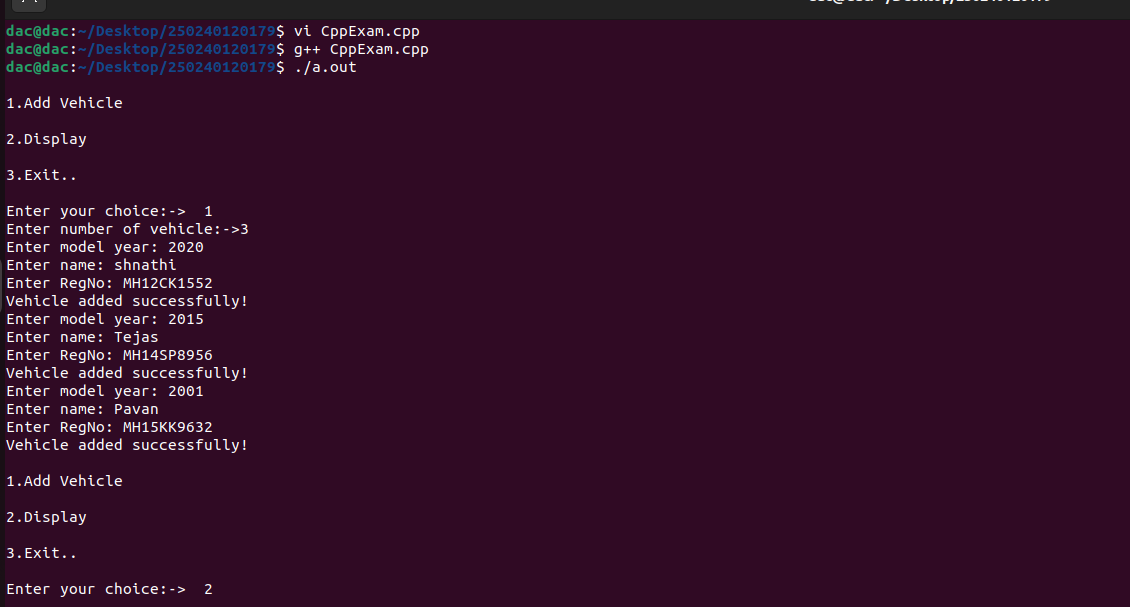 dac@dac:~/Desktop/250240120179$ vi CppExam.cpp
dac@dac:~/Desktop/250240120179$ g++ CppExam.cpp
dac@dac:~/Desktop/250240120179$ ./a.out
1.Add Vehicle
2.Display
3.Exit..
Enter your choice:->  1
Enter number of vehicle:->3
Enter model year: 2020
Enter name: shnathi
Enter RegNo: MH12CK1552
Vehicle added successfully!
Enter model year: 2015
Enter name: Tejas
Enter RegNo: MH14SP8956
Vehicle added successfully!
Enter model year: 2001
Enter name: Pavan
Enter RegNo: MH15KK9632
Vehicle added successfully!
1.Add Vehicle
2.Display
3.Exit..
Enter your choice:->  2